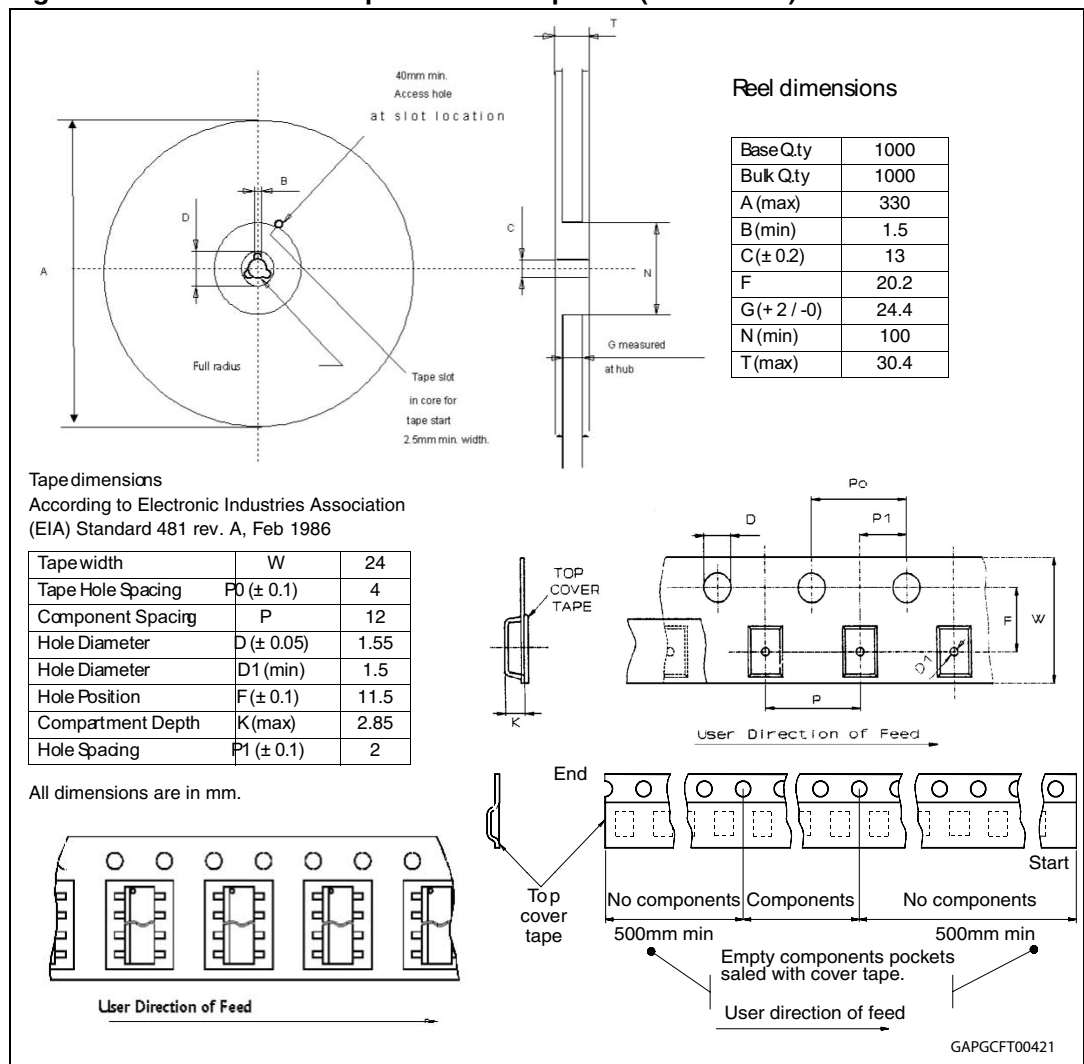 T
40mm min.
Access hole
at slot location
B
D
C
A
N
G measured
at hub
Full radius
Tape slot
in core for
tape start
2.5mm min. width.
Reel dimensions
Base Q.ty 1000
Bulk Q.ty 1000
A (max) 330
B (min) 1.5
C (± 0.2) 13
F 20.2
G (+ 2 / -0) 24.4
N (min) 100
T (max) 30.4
Tape dimensions
According to Electronic Industries Association
(EIA) Standard 481 rev. A, Feb 1986
Tape width W 24
Tape Hole Spacing P0 (± 0.1) 4
Component Spacing P 12
Hole Diameter D (± 0.05) 1.55
Hole Diameter D1 (min) 1.5
Hole Position F (± 0.1) 11.5
Compartment Depth K (max) 2.85
Hole Spacing P1 (± 0.1) 2
All dimensions are in mm.
Po
D
P1
TOP
COVER
TAPE
F
W
D1
K
P
User Direction of Feed
End
Start
Top
cover
tape
No components
Components
No components
500mm min
500mm min
Empty components pockets
saled with cover tape.
User direction of feed
User Direction of Feed
GAPGCFT00421